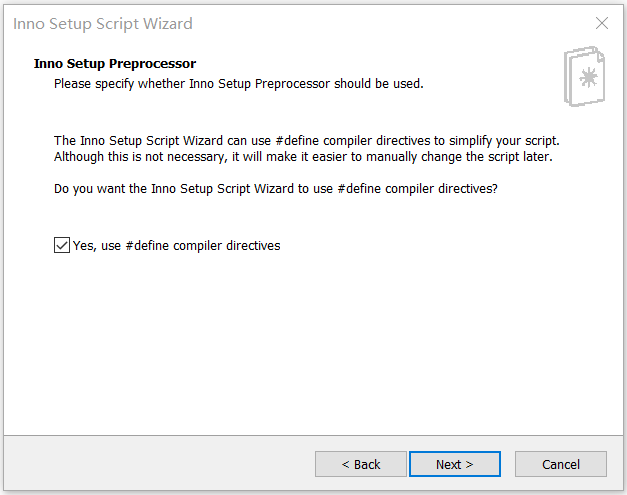 Inno Setup Script Wizard
Inno Setup Preprocessor
Please specify whether Inno Setup Preprocessor should be used.
The Inno Setup Script Wizard can use #define compiler directives to simplify your script.
Although this is not necessary, it will make it easier to manually change the script later.
Do you want the Inno Setup Script Wizard to use #define compiler directives?
Yes, use #define compiler directives
< Back
Next >
Cancel